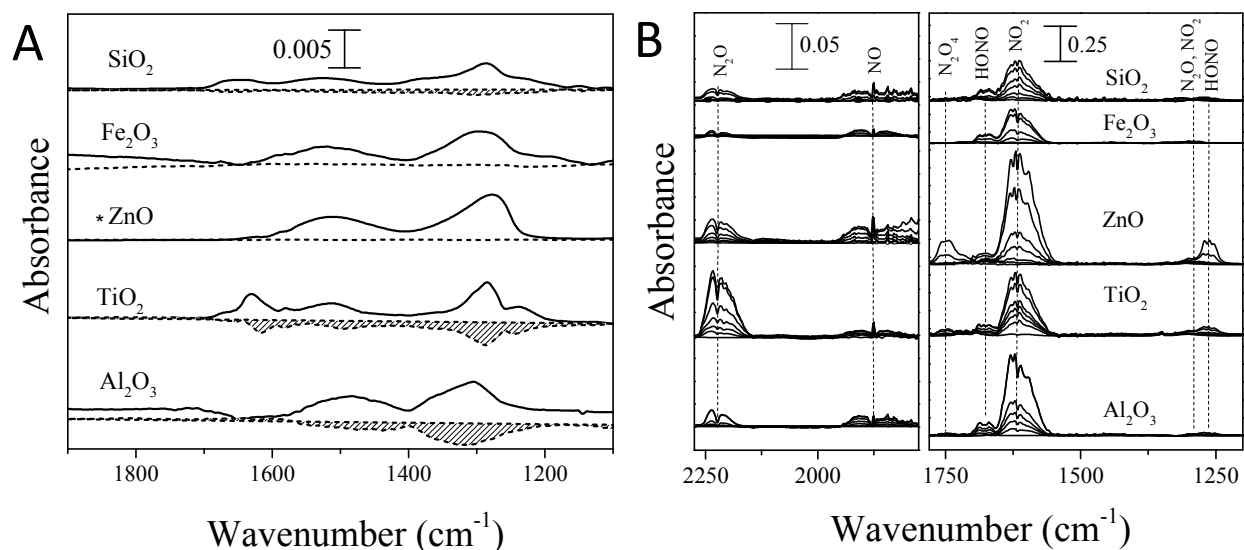 A
0.005
SiO₂
Fe₂O₃
*ZnO
TiO₂
Al₂O₃
Absorbance
1800
1600
1400
1200
Wavenumber (cm⁻¹)
B
0.05
N₂O
NO
0.25
N₂O₄
HONO
NO₂
N₂O, NO₂
HONO
SiO₂
Fe₂O₃
ZnO
TiO₂
Al₂O₃
Absorbance
2250
2000
1750
1500
1250
Wavenumber (cm⁻¹)